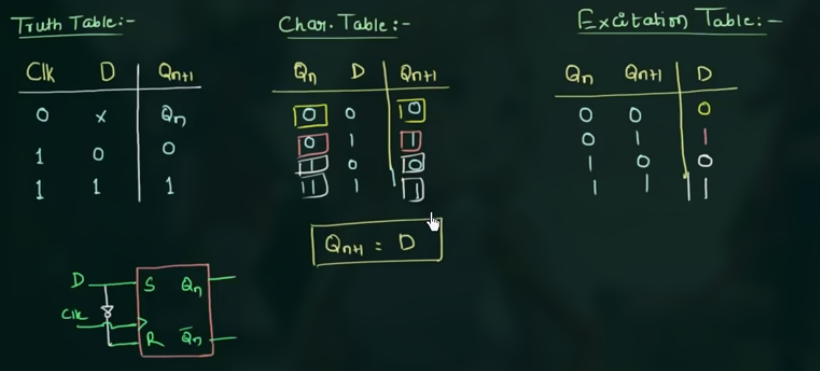 Truth Table:-
Clk D Qn+1
0 x Qn
1 0 0
1 1 1
Char. Table:-
Qn D Qn+1
0 0 0
0 1 1
1 0 0
1 1 1
Qn+1 = D
Excitation Table:-
Qn Qn+1 D
0 0 0
0 1 1
1 0 0
1 1 1
D S Qn
Clk
R Q̅n